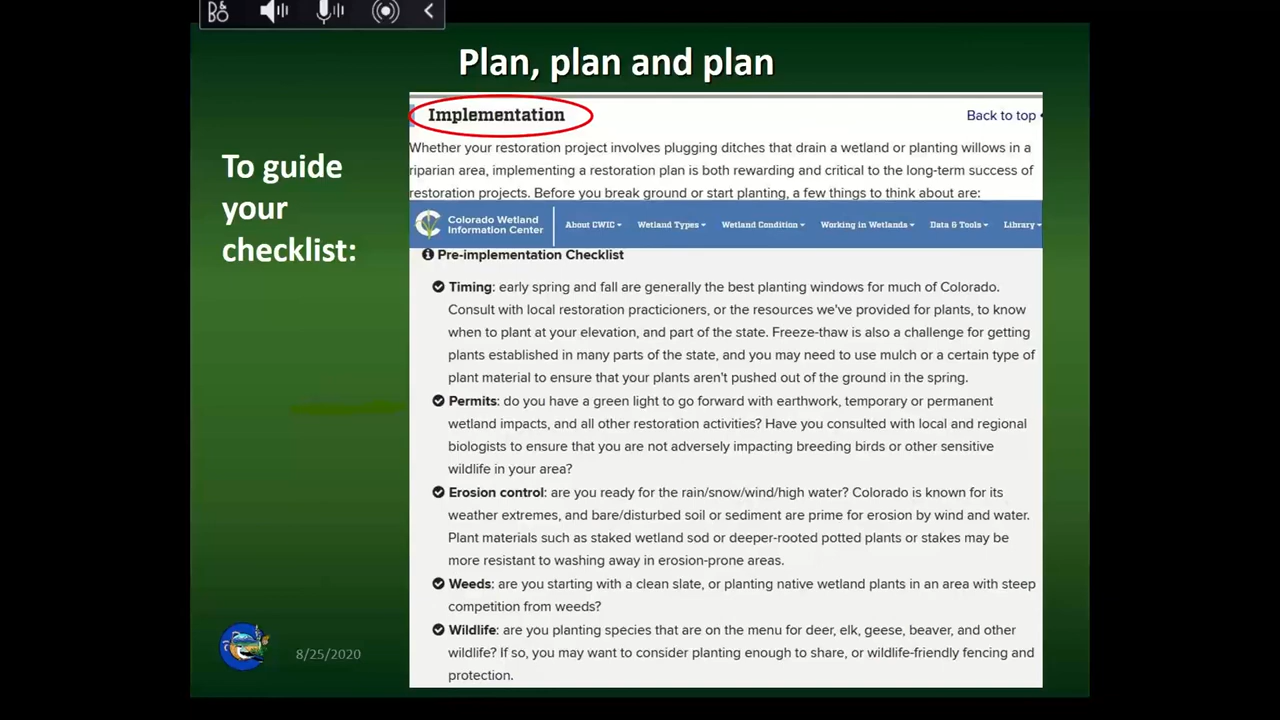 Plan, plan and plan
To guide
your
checklist:
Implementation
Back to top
Whether your restoration project involves plugging ditches that drain a wetland or planting willows in a
riparian area, implementing a restoration plan is both rewarding and critical to the long-term success of
restoration projects. Before you break ground or start planting, a few things to think about are:
Colorado Wetland
Information Center
About CWIC
Wetland Types
Wetland Condition
Working in Wetlands
Data & Tools
Library
Pre-implementation Checklist
Timing: early spring and fall are generally the best planting windows for much of Colorado.
Consult with local restoration practicioners, or the resources we've provided for plants, to know
when to plant at your elevation, and part of the state. Freeze-thaw is also a challenge for getting
plants established in many parts of the state, and you may need to use mulch or a certain type of
plant material to ensure that your plants aren't pushed out of the ground in the spring.
Permits: do you have a green light to go forward with earthwork, temporary or permanent
wetland impacts, and all other restoration activities? Have you consulted with local and regional
biologists to ensure that you are not adversely impacting breeding birds or other sensitive
wildlife in your area?
Erosion control: are you ready for the rain/snow/wind/high water? Colorado is known for its
weather extremes, and bare/disturbed soil or sediment are prime for erosion by wind and water.
Plant materials such as staked wetland sod or deeper-rooted potted plants or stakes may be
more resistant to washing away in erosion-prone areas.
Weeds: are you starting with a clean slate, or planting native wetland plants in an area with steep
competition from weeds?
Wildlife: are you planting species that are on the menu for deer, elk, geese, beaver, and other
wildlife? If so, you may want to consider planting enough to share, or wildlife-friendly fencing and
protection.
8/25/2020